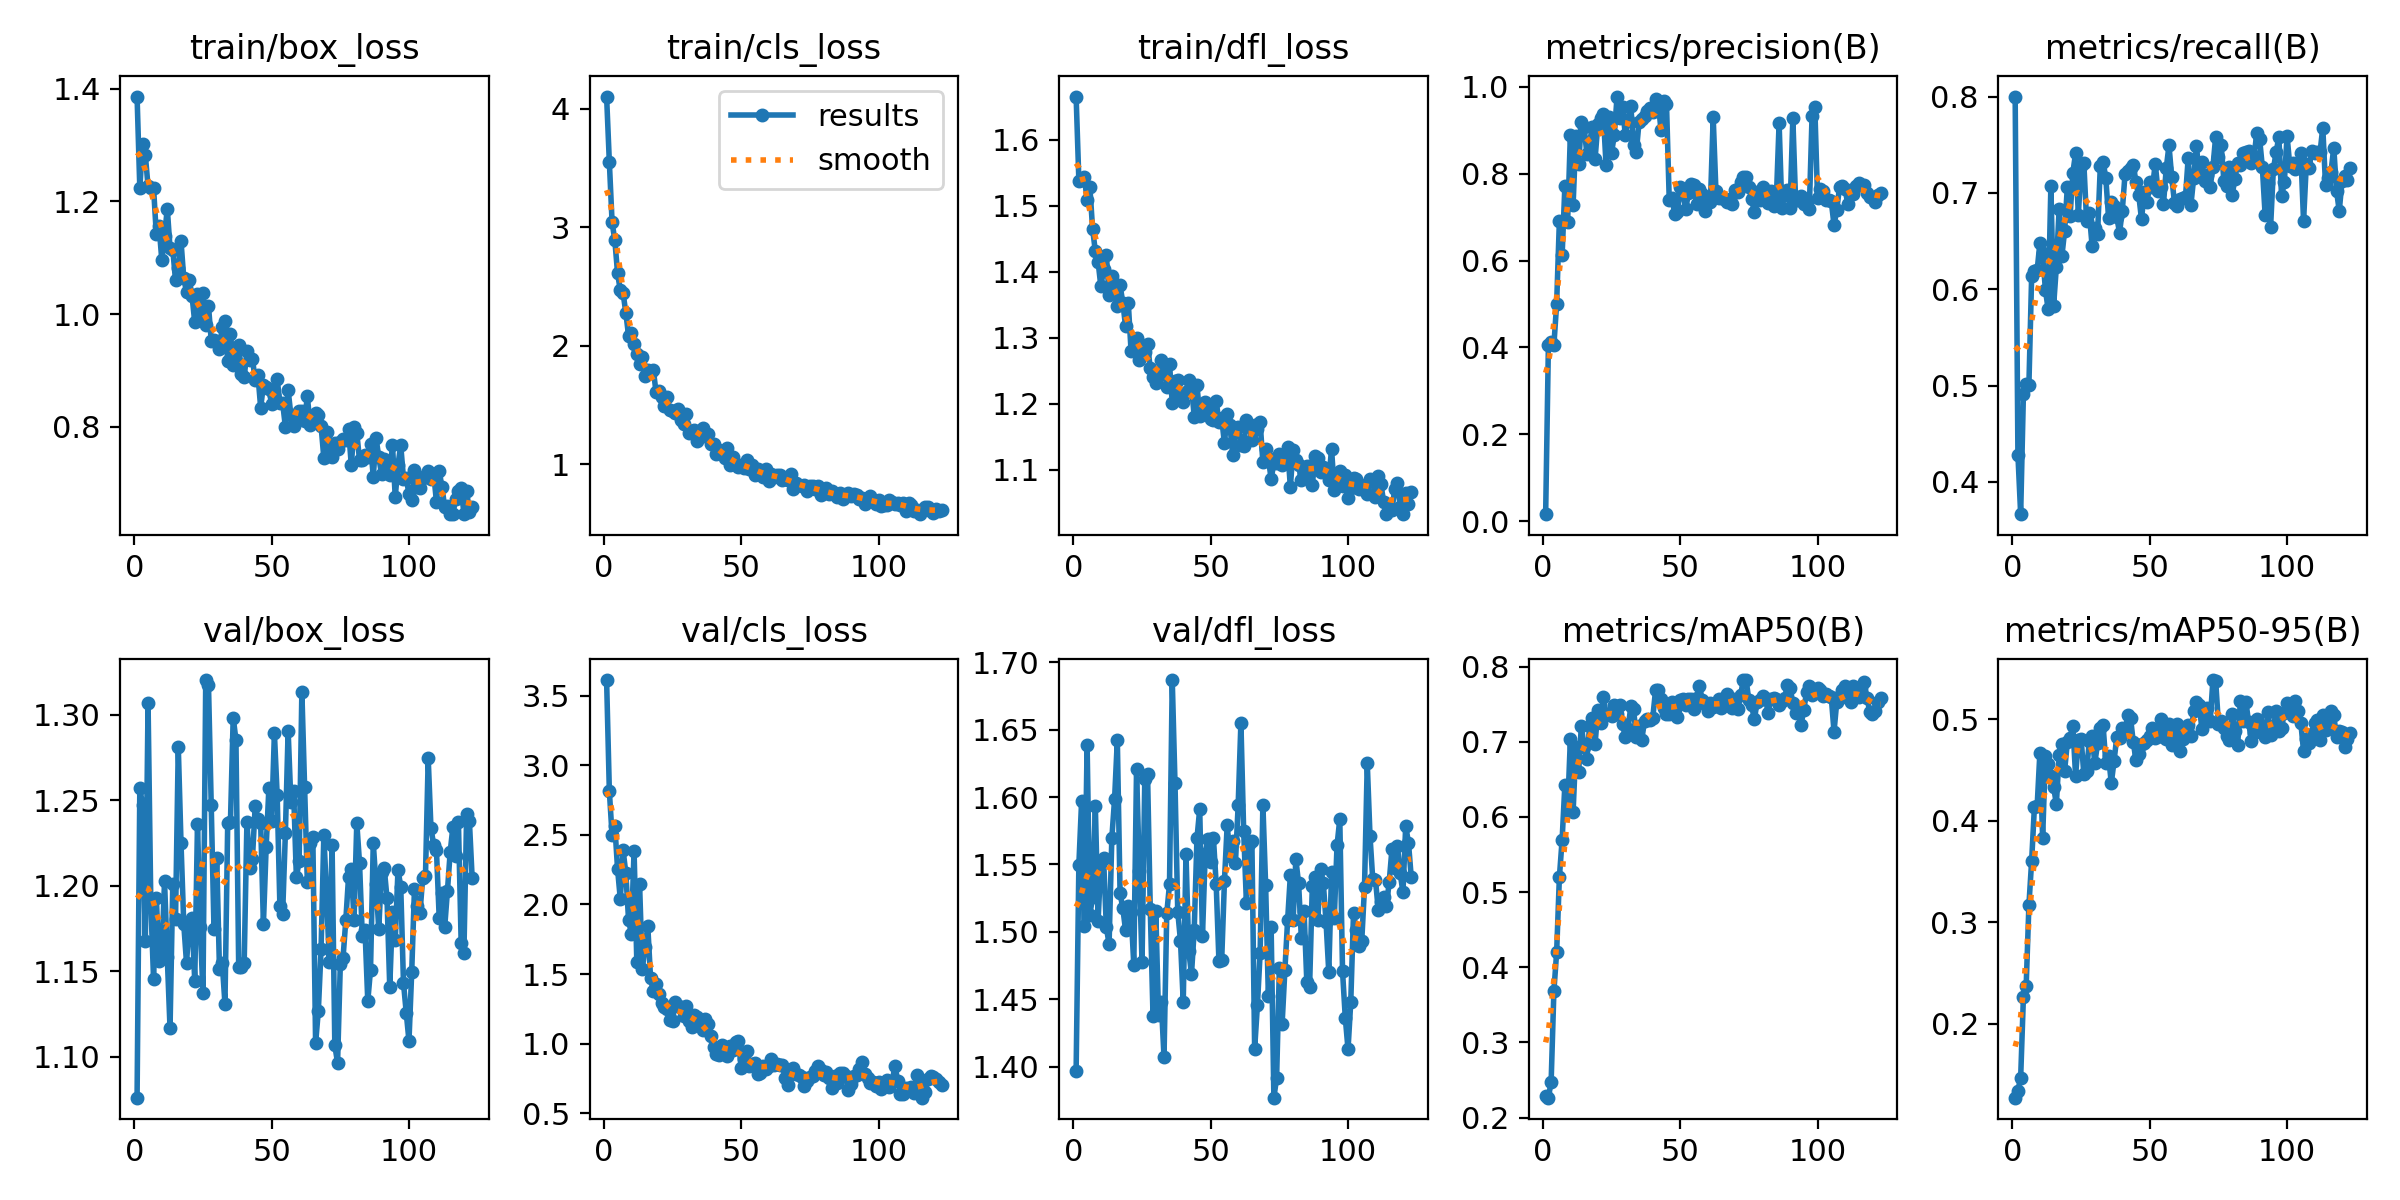 train/box_loss
1.4
1.2
1.0
0.8
0 50 100
train/cls_loss
results
smooth
4
3
2
1
0 50 100
train/dfl_loss
1.6
1.5
1.4
1.3
1.2
1.1
0 50 100
metrics/precision(B)
1.0
0.8
0.6
0.4
0.2
0.0
0 50 100
metrics/recall(B)
0.8
0.7
0.6
0.5
0.4
0 50 100
val/box_loss
1.30
1.25
1.20
1.15
1.10
0 50 100
val/cls_loss
3.5
3.0
2.5
2.0
1.5
1.0
0.5
0 50 100
val/dfl_loss
1.70
1.65
1.60
1.55
1.50
1.45
1.40
0 50 100
metrics/mAP50(B)
0.8
0.7
0.6
0.5
0.4
0.3
0.2
0 50 100
metrics/mAP50-95(B)
0.5
0.4
0.3
0.2
0 50 100